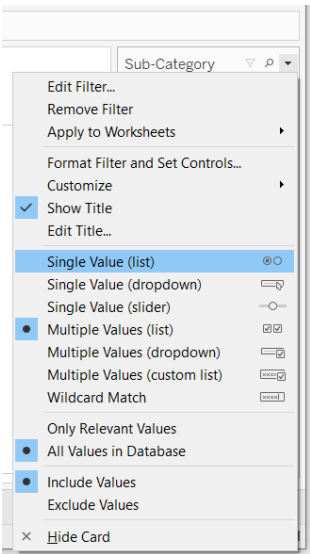 Sub-Category
Edit Filter...
Remove Filter
Apply to Worksheets
Format Filter and Set Controls...
Customize
Show Title
Edit Title...
Single Value (list)
Single Value (dropdown)
Single Value (slider)
Multiple Values (list)
Multiple Values (dropdown)
Multiple Values (custom list)
Wildcard Match
Only Relevant Values
All Values in Database
Include Values
Exclude Values
Hide Card